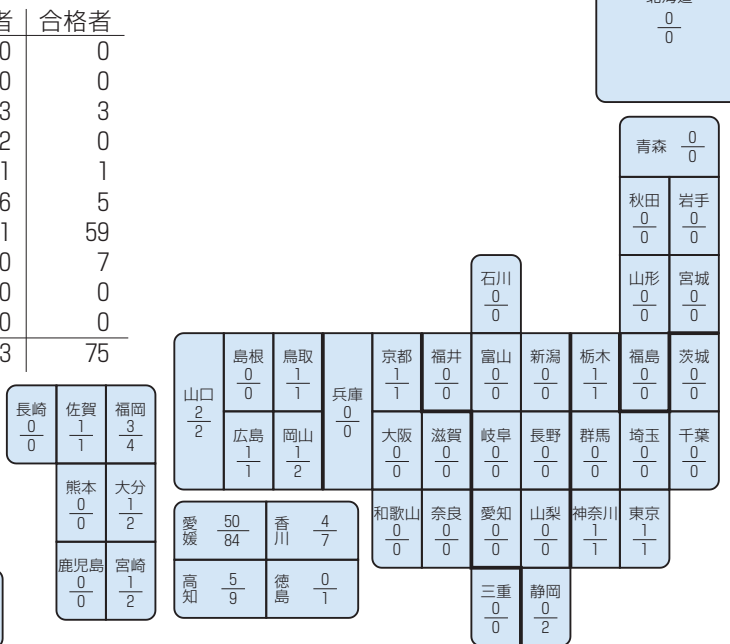 者 合格者
0 0
0 0
3 3
2 0
1 1
6 5
1 59
0 7
0 0
0 0
3 75
0
0
青森 0
0
秋田 岩手
0 0
0 0
石川 山形 宮城
0 0 0
0 0 0
山口 島根 鳥取 兵庫 京都 福井 富山 新潟 栃木 福島 茨城
2 0 1 0 1 0 0 0 1 0 0
2 0 1 0 1 0 0 0 1 0 0
広島 岡山 大阪 滋賀 岐阜 長野 群馬 埼玉 千葉
1 1 0 0 0 0 0 0 0
1 2 0 0 0 0 0 0 0
長崎 佐賀 福岡
0 1 3
0 1 4
熊本 大分
0 1
0 2
鹿児島 宮崎
0 1
0 2
愛媛 50 香川 4
84 7
高知 5 徳島 0
9 1
和歌山 奈良 愛知 山梨 神奈川 東京
0 0 0 0 1 1
0 0 0 0 1 1
三重 静岡
0 0
0 2